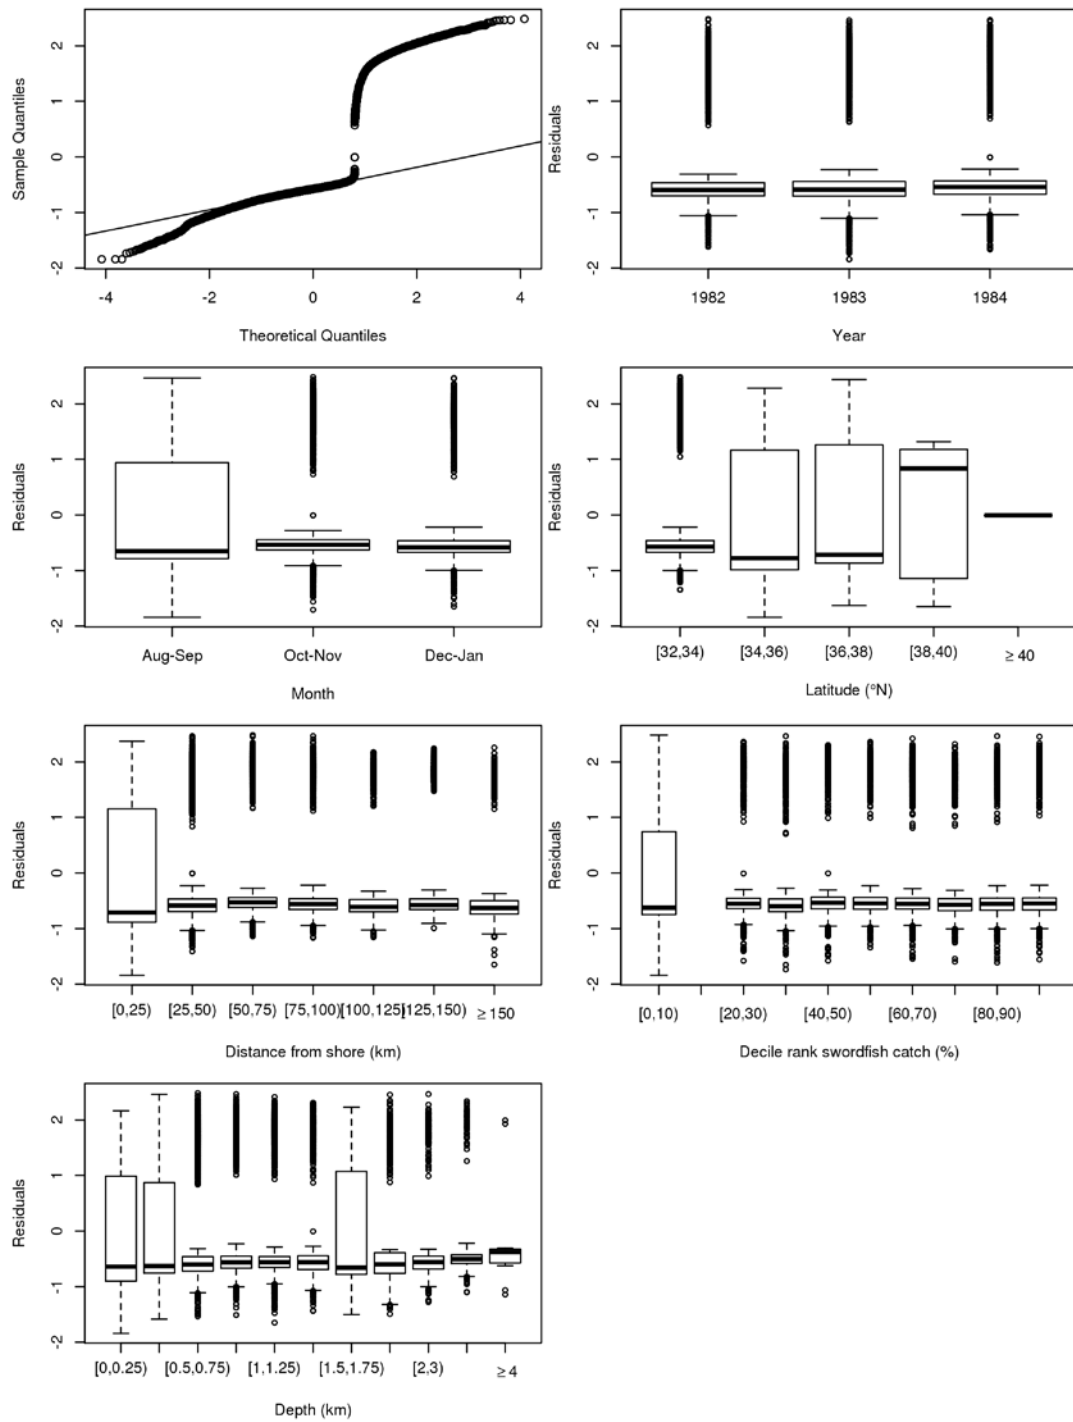 Sample Quantiles
-2 -1 0 1 2
-4 -2 0 2 4
Theoretical Quantiles
Residuals
-2 -1 0 1 2
1982 1983 1984
Year
Residuals
-2 -1 0 1 2
Aug-Sep Oct-Nov Dec-Jan
Month
Residuals
-2 -1 0 1 2
[32,34) [34,36) [36,38) [38,40) ≥ 40
Latitude (°N)
Residuals
-2 -1 0 1 2
[0,25) [25,50) [50,75) [75,100) [100,125) [125,150) ≥ 150
Distance from shore (km)
Residuals
-2 -1 0 1 2
[0,10) [20,30) [40,50) [60,70) [80,90)
Decile rank swordfish catch (%)
Residuals
-2 -1 0 1 2
[0,0.25) [0.5,0.75) [1,1.25) [1.5,1.75) [2,3) ≥ 4
Depth (km)